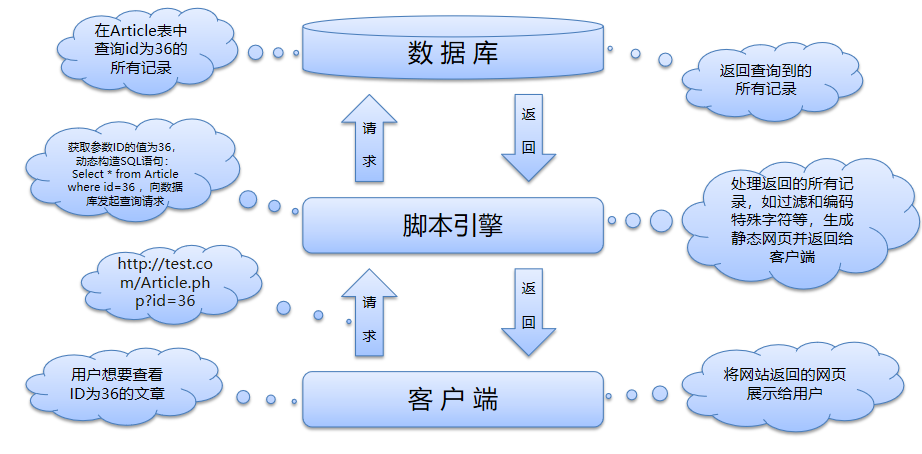 在Article表中
查询id为36的
所有记录
数 据 库
返回查询到的
所有记录
请
求
返
回
获取参数ID的值为36,
动态构造SQL语句：
Select * from Article
where id=36 ，向数据
库发起查询请求
脚本引擎
处理返回的所有记
录，如过滤和编码
特殊字符等，生成
静态网页并返回给
客户端
http://test.co
m/Article.ph
p?id=36
请
求
返
回
用户想要查看
ID为36的文章
客 户 端
将网站返回的网页
展示给用户